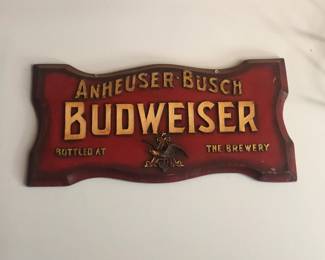 ANHEUSER-BUSCH
BUDWEISER
BOTTLED AT THE BREWERY